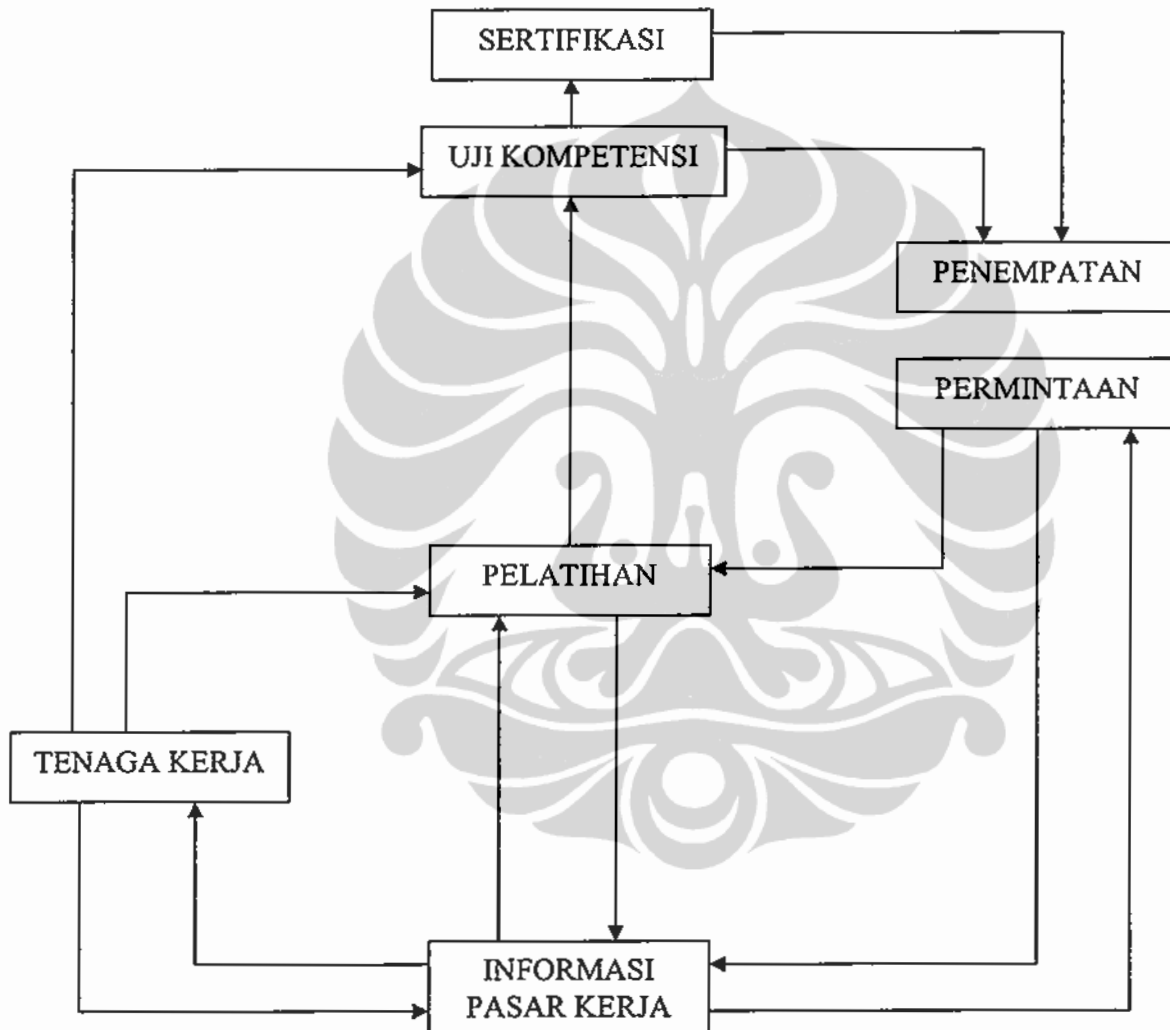 SERTIFIKASI
UJI KOMPETENSI
PENEMPATAN
PERMINTAAN
PELATIHAN
TENAGA KERJA
INFORMASI
PASAR KERJA